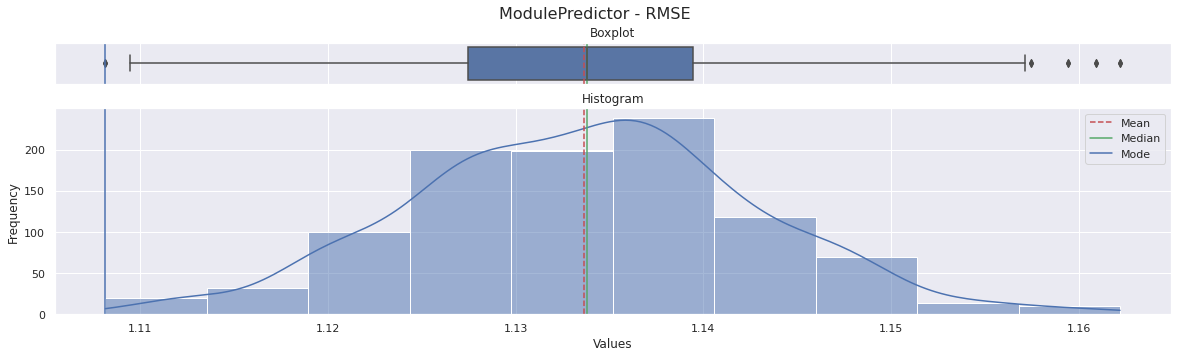 ModulePredictor - RMSE
Boxplot
Histogram
Mean
Median
Mode
Frequency
200
150
100
50
0
1.11 1.12 1.13 1.14 1.15 1.16
Values